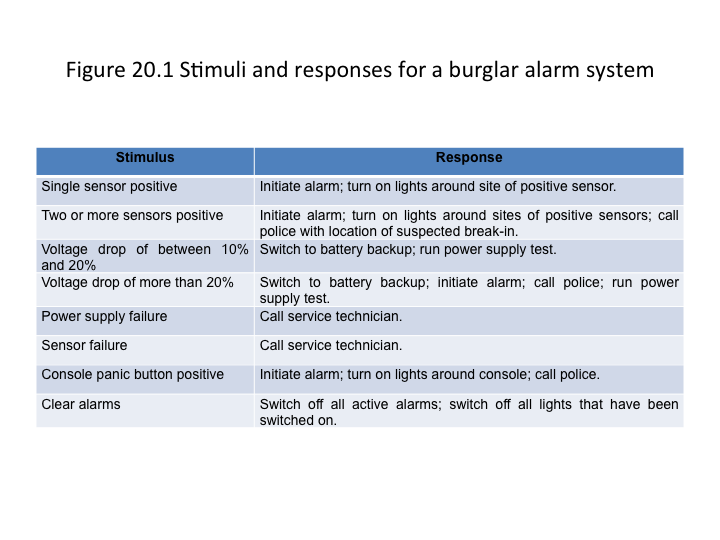 Figure 20.1 Stimuli and responses for a burglar alarm system
Stimulus Response
Single sensor positive Initiate alarm; turn on lights around site of positive sensor.
Two or more sensors positive Initiate alarm; turn on lights around sites of positive sensors; call
police with location of suspected break-in.
Voltage drop of between 10% Switch to battery backup; run power supply test.
and 20%
Voltage drop of more than 20% Switch to battery backup; initiate alarm; call police; run power
supply test.
Power supply failure Call service technician.
Sensor failure Call service technician.
Console panic button positive Initiate alarm; turn on lights around console; call police.
Clear alarms Switch off all active alarms; switch off all lights that have been
switched on.